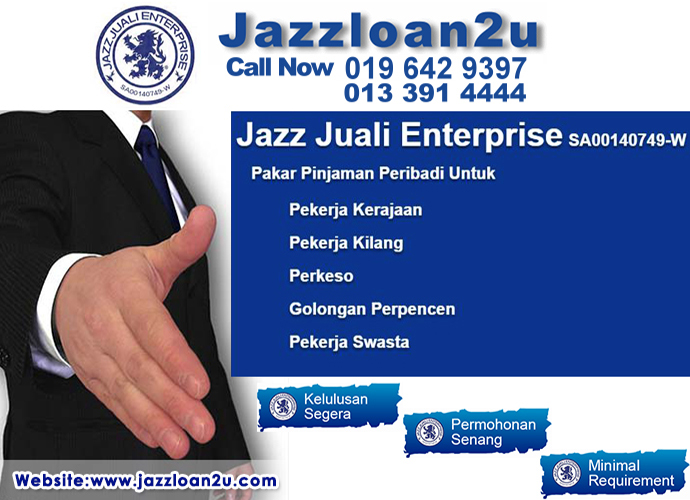 JAZZ JUALI ENTERPRISE
SA00140749-W
Jazzloan2u
Call Now 019 642 9397
013 391 4444
Jazz Juali Enterprise SA00140749-W
Pakar Pinjaman Peribadi Untuk
Pekerja Kerajaan
Pekerja Kilang
Perkeso
Golongan Perpencen
Pekerja Swasta
Kelulusan
Segera
Permohonan
Senang
Minimal
Requirement
Website:www.jazzloan2u.com